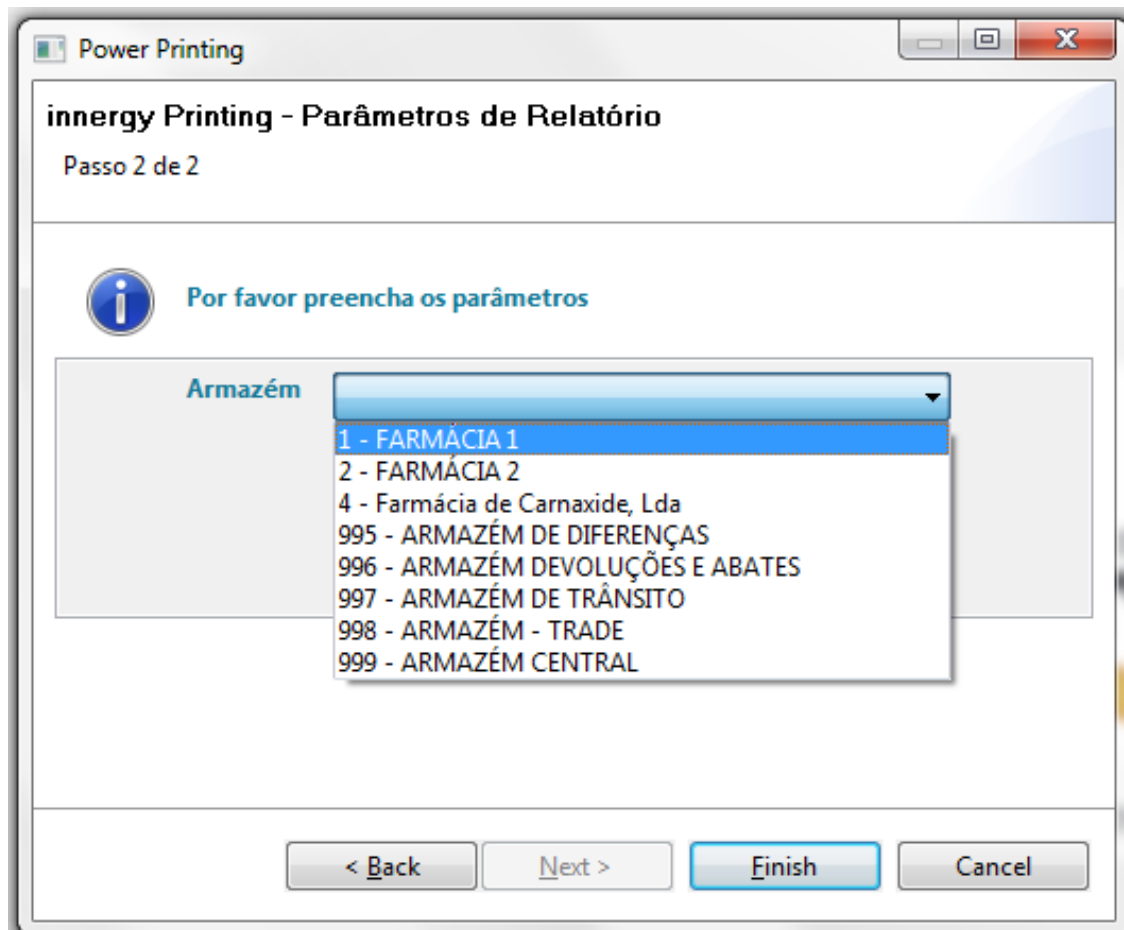 Power Printing
innergy Printing - Parâmetros de Relatório
Passo 2 de 2
Por favor preencha os parâmetros
Armazém
1 - FARMÁCIA 1
2 - FARMÁCIA 2
4 - Farmácia de Carnaxide, Lda
995 - ARMAZÉM DE DIFERENÇAS
996 - ARMAZÉM DEVOLUÇÕES E ABATES
997 - ARMAZÉM DE TRÂNSITO
998 - ARMAZÉM - TRADE
999 - ARMAZÉM CENTRAL
< Back Next > Finish Cancel